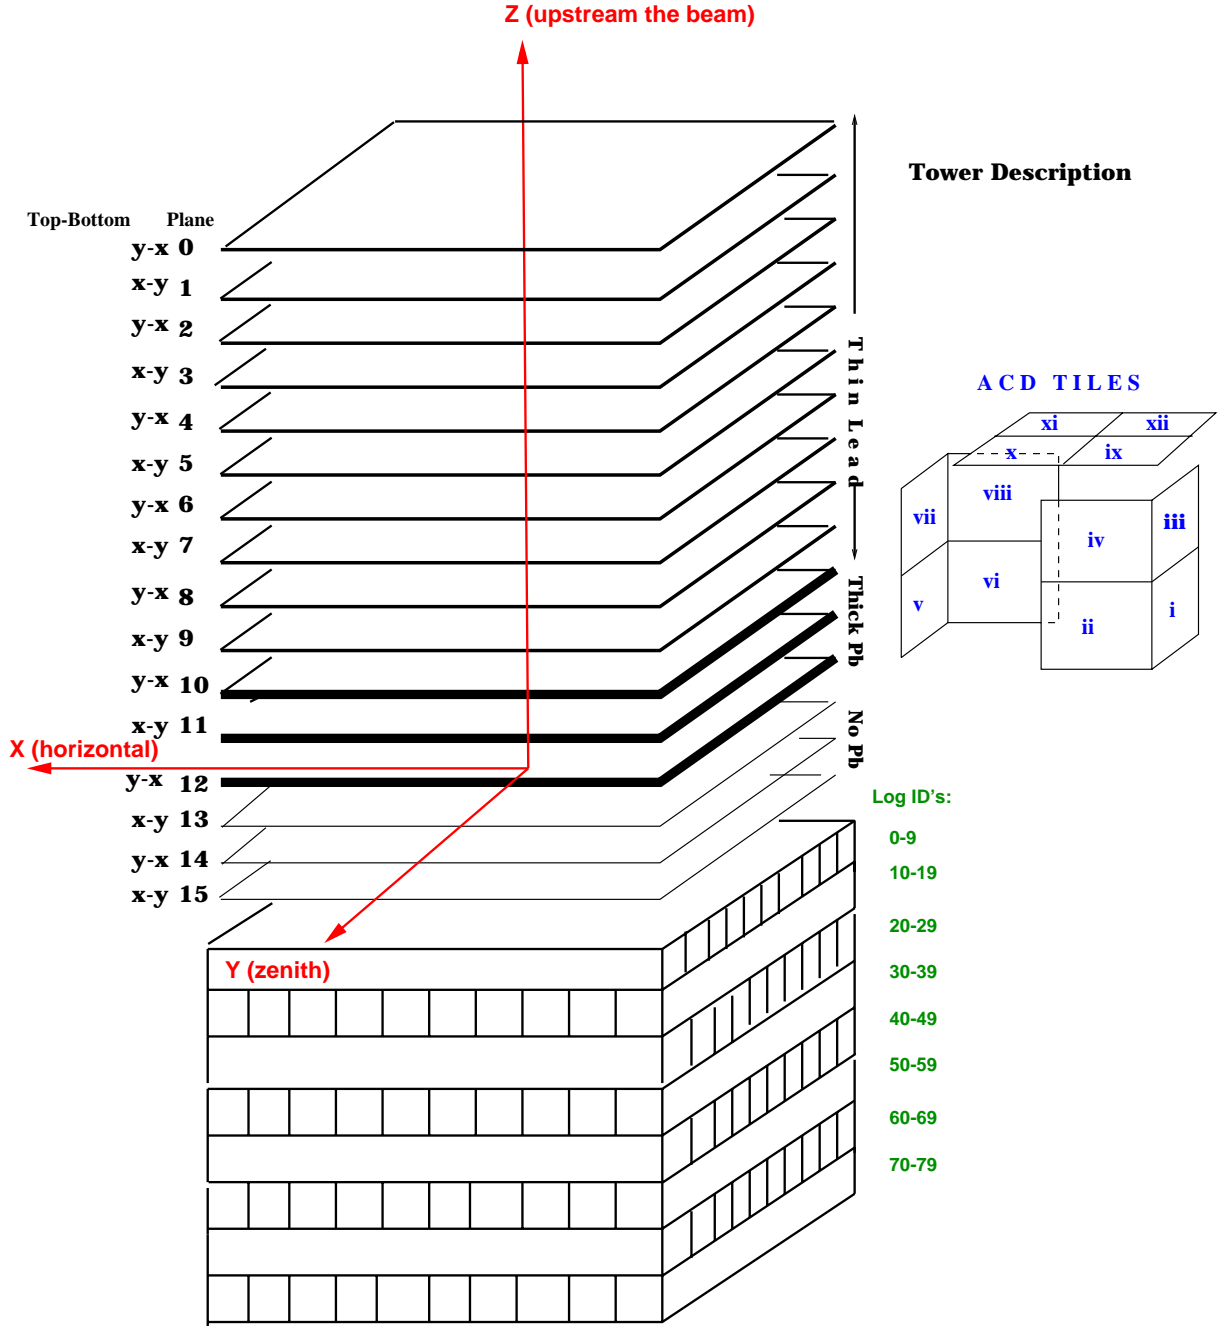 Z (upstream the beam)
Tower Description
Top-Bottom Plane
y-x 0
x-y 1
y-x 2
x-y 3
y-x 4
x-y 5
y-x 6
x-y 7
y-x 8
x-y 9
y-x 10
x-y 11
y-x 12
x-y 13
y-x 14
x-y 15
Thin Lead
Thick Pb
No Pb
X (horizontal)
Y (zenith)
ACD TILES
xi xii
x ix
vii viii iv iii
v vi ii i
Log ID's:
0-9
10-19
20-29
30-39
40-49
50-59
60-69
70-79